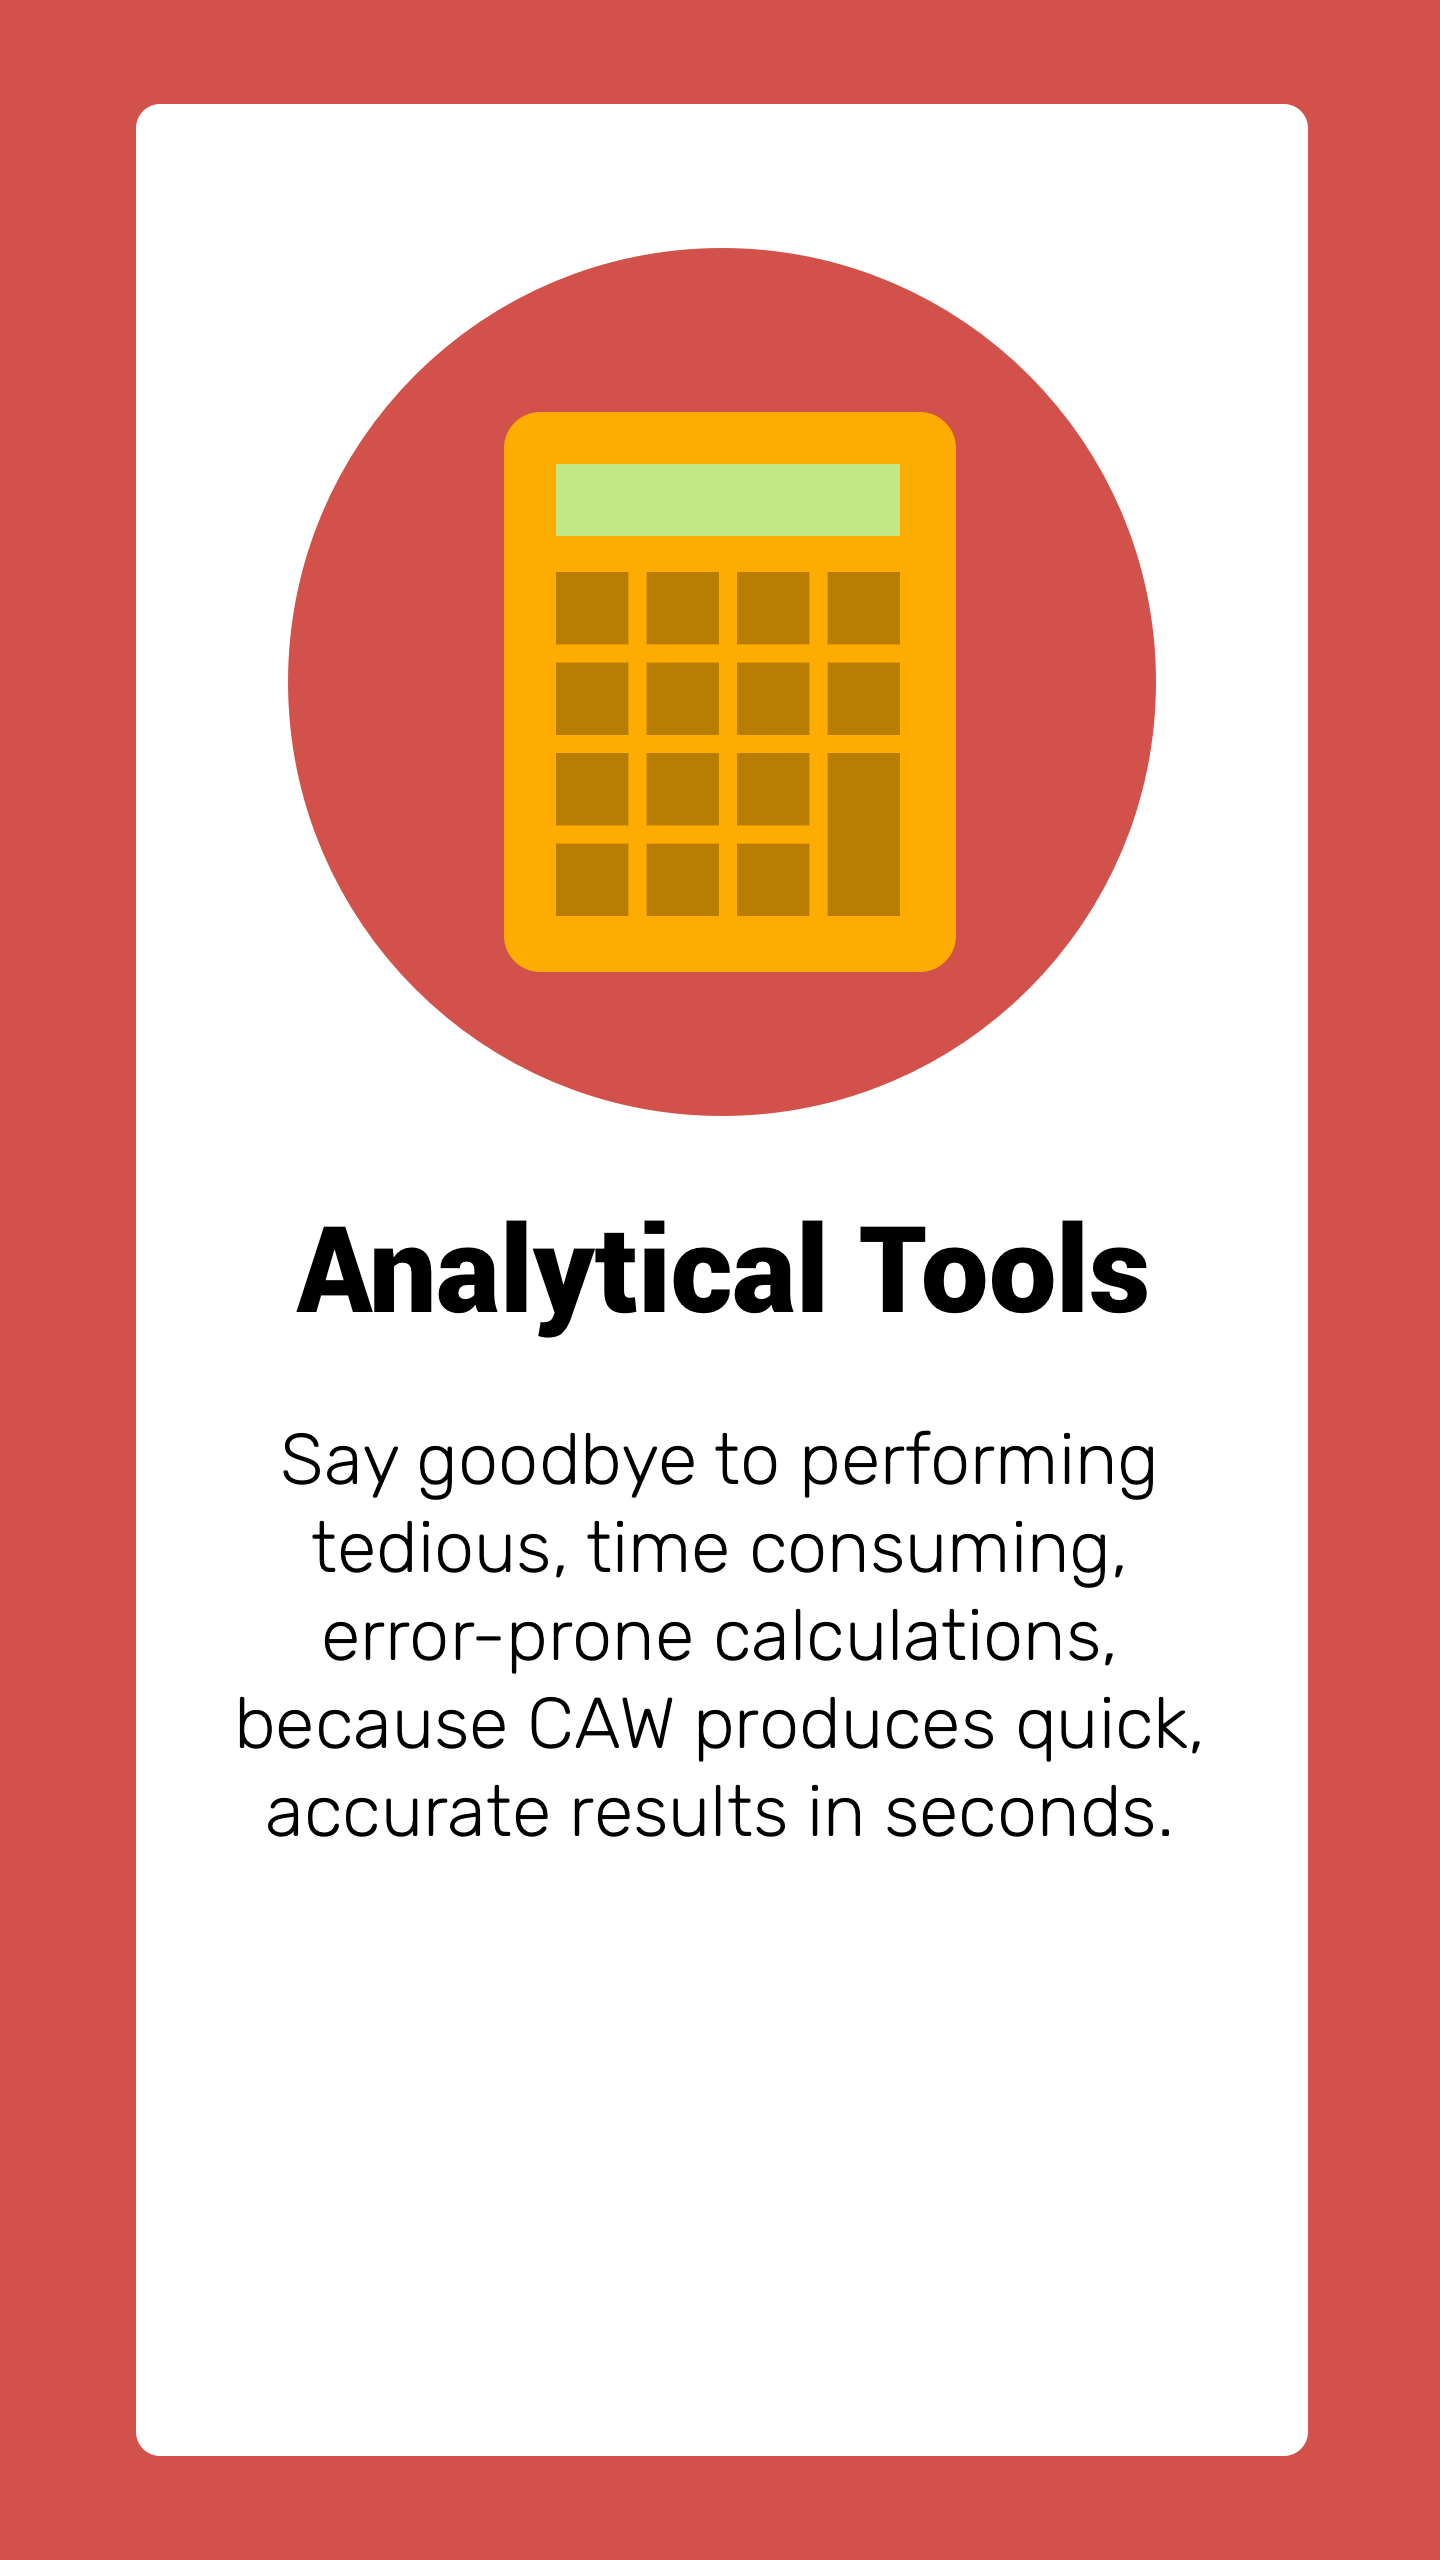 Analytical Tools
Say goodbye to performing
tedious, time consuming,
error-prone calculations,
because CAW produces quick,
accurate results in seconds.